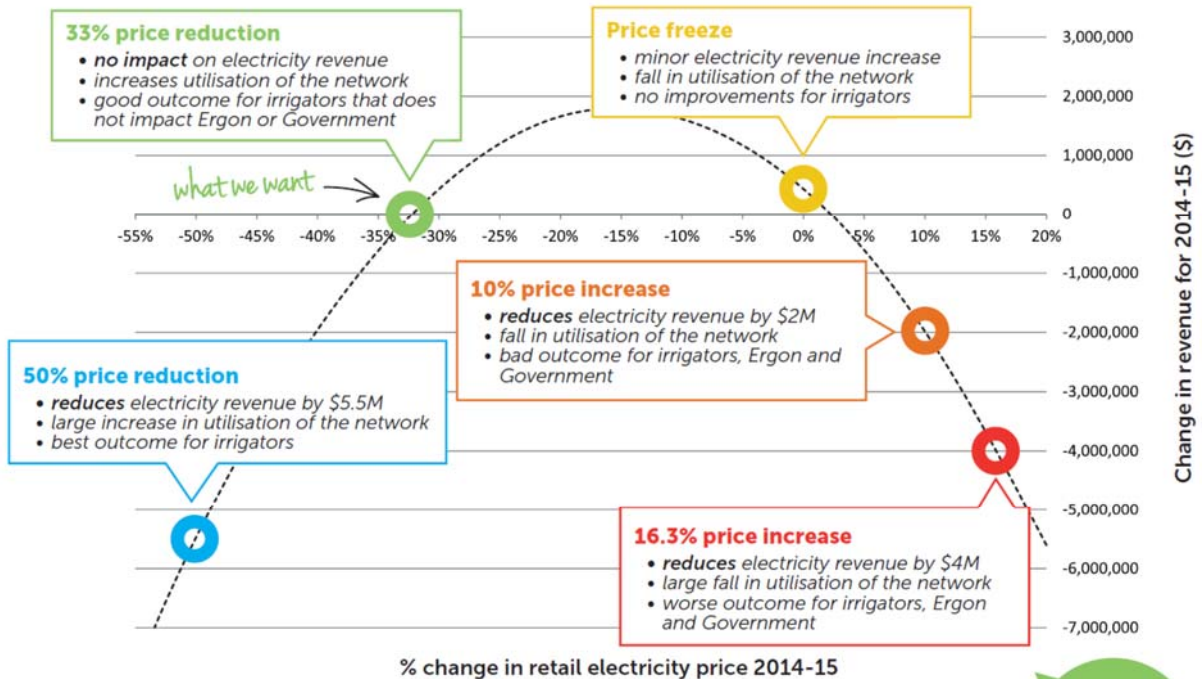 33% price reduction
• no impact on electricity revenue
• increases utilisation of the network
• good outcome for irrigators that does
not impact Ergon or Government
Price freeze
• minor electricity revenue increase
• fall in utilisation of the network
• no improvements for irrigators
3,000,000
2,000,000
1,000,000
0
-1,000,000
-2,000,000
-3,000,000
-4,000,000
-5,000,000
-6,000,000
-7,000,000
Change in revenue for 2014-15 ($)
what we want
-55% -50% -45% -40% -35% -30% -25% -20% -15% -10% -5% 0% 5% 10% 15% 20%
10% price increase
• reduces electricity revenue by $2M
• fall in utilisation of the network
• bad outcome for irrigators, Ergon and
Government
50% price reduction
• reduces electricity revenue by $5.5M
• large increase in utilisation of the network
• best outcome for irrigators
16.3% price increase
• reduces electricity revenue by $4M
• large fall in utilisation of the network
• worse outcome for irrigators, Ergon
and Government
% change in retail electricity price 2014-15